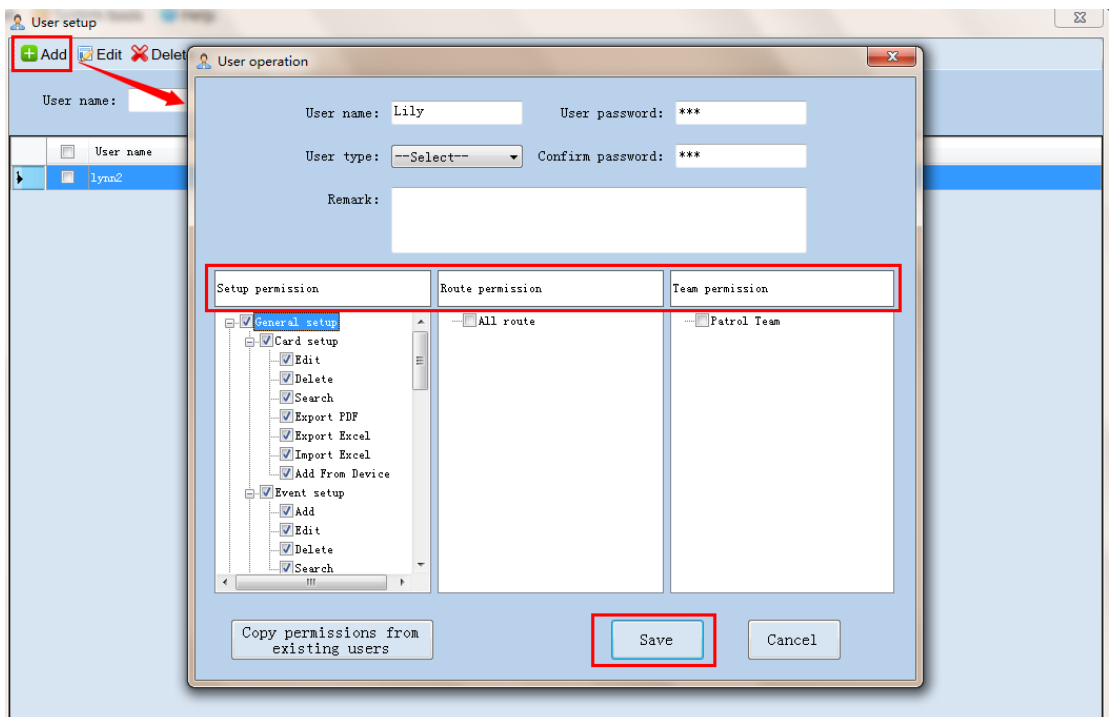 Help
User setup
Add Edit Delet
User operation
User name:
User name: Lily User password: ***
User name
User type: --Select-- Confirm password: ***
lynn2
Remark:
Setup permission Route permission Team permission
General setup All route Patrol Team
Card setup
Edit
Delete
Search
Export PDF
Export Excel
Import Excel
Add From Device
Event setup
Add
Edit
Delete
Search
Copy permissions from
existing users
Save Cancel